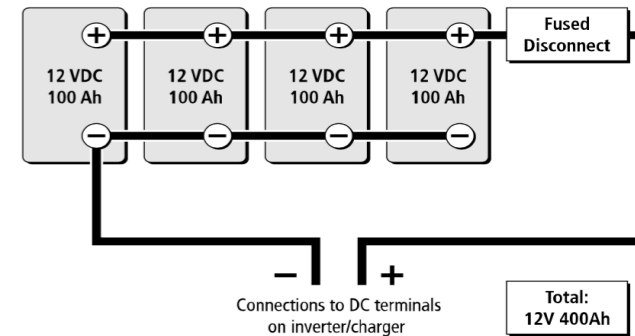 + + + +
Fused
Disconnect
12 VDC
100 Ah
12 VDC
100 Ah
12 VDC
100 Ah
12 VDC
100 Ah
− − − −
− +
Connections to DC terminals
on inverter/charger
Total:
12V 400Ah